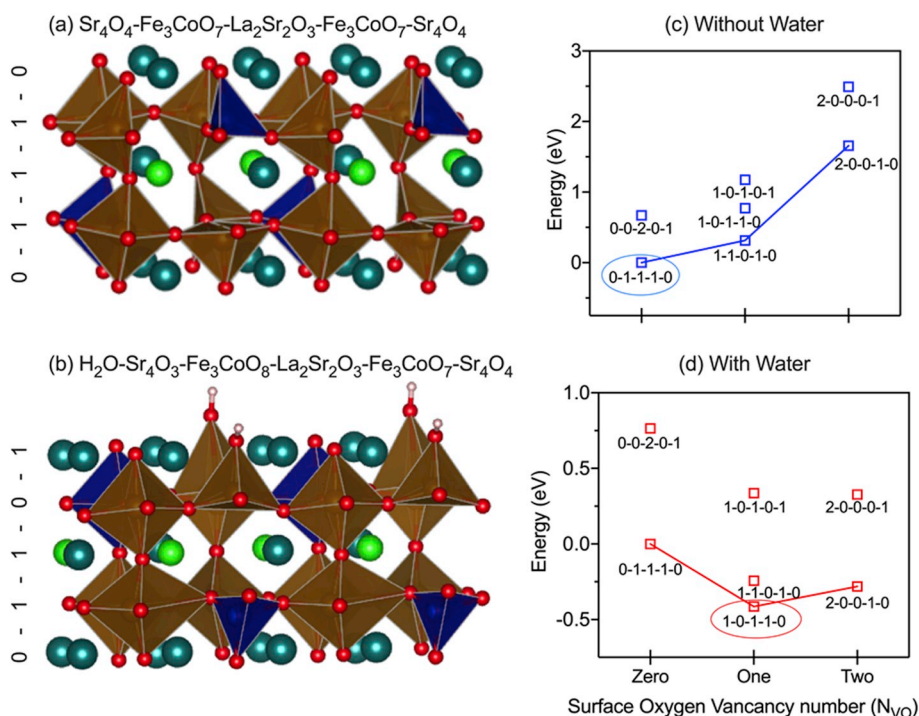 (a) Sr₄O₄-Fe₃CoO₇-La₂Sr₂O₃-Fe₃CoO₇-Sr₄O₄
0 - 1 - 1 - 1 - 0
(b) H₂O-Sr₄O₃-Fe₃CoO₈-La₂Sr₂O₃-Fe₃CoO₇-Sr₄O₄
0 - 1 - 1 - 0 - 1
(c) Without Water
Energy (eV)
3
2
1
0
2-0-0-0-1
2-0-0-1-0
1-0-1-0-1
0-0-2-0-1
1-0-1-1-0
1-1-0-1-0
0-1-1-1-0
(d) With Water
Energy (eV)
1.0
0.5
0.0
-0.5
0-0-2-0-1
1-0-1-0-1
2-0-0-0-1
0-1-1-1-0
1-1-0-1-0
2-0-0-1-0
1-0-1-1-0
Zero
One
Two
Surface Oxygen Vancancy number (N_VO)